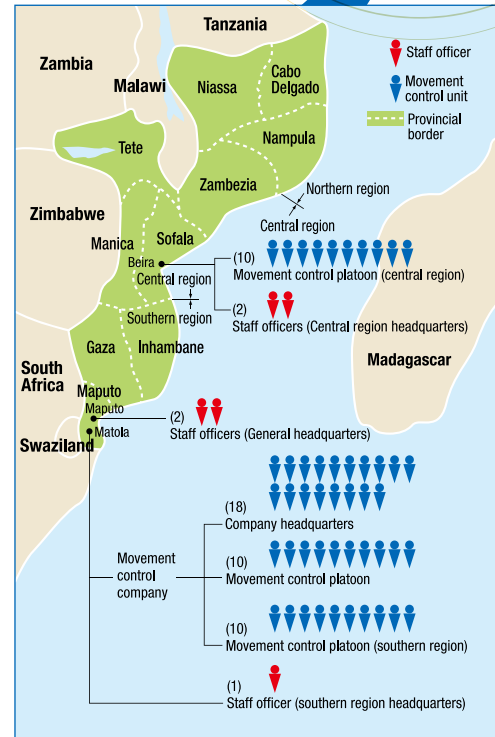 Tanzania
Staff officer
Movement
control unit
Provincial
border
Zambia
Malawi
Niassa
Cabo
Delgado
Nampula
Tete
Zambezia
Northern region
Central region
Zimbabwe
Manica
Sofala
Beira
(10)
Movement control platoon (central region)
Central region
Southern region
(2)
Staff officers (Central region headquarters)
Gaza
Inhambane
Madagascar
South
Africa
Maputo
Maputo
(2)
Staff officers (General headquarters)
Matola
Swaziland
(18)
Company headquarters
Movement
control
company
(10)
Movement control platoon
(10)
Movement control platoon (southern region)
(1)
Staff officer (southern region headquarters)